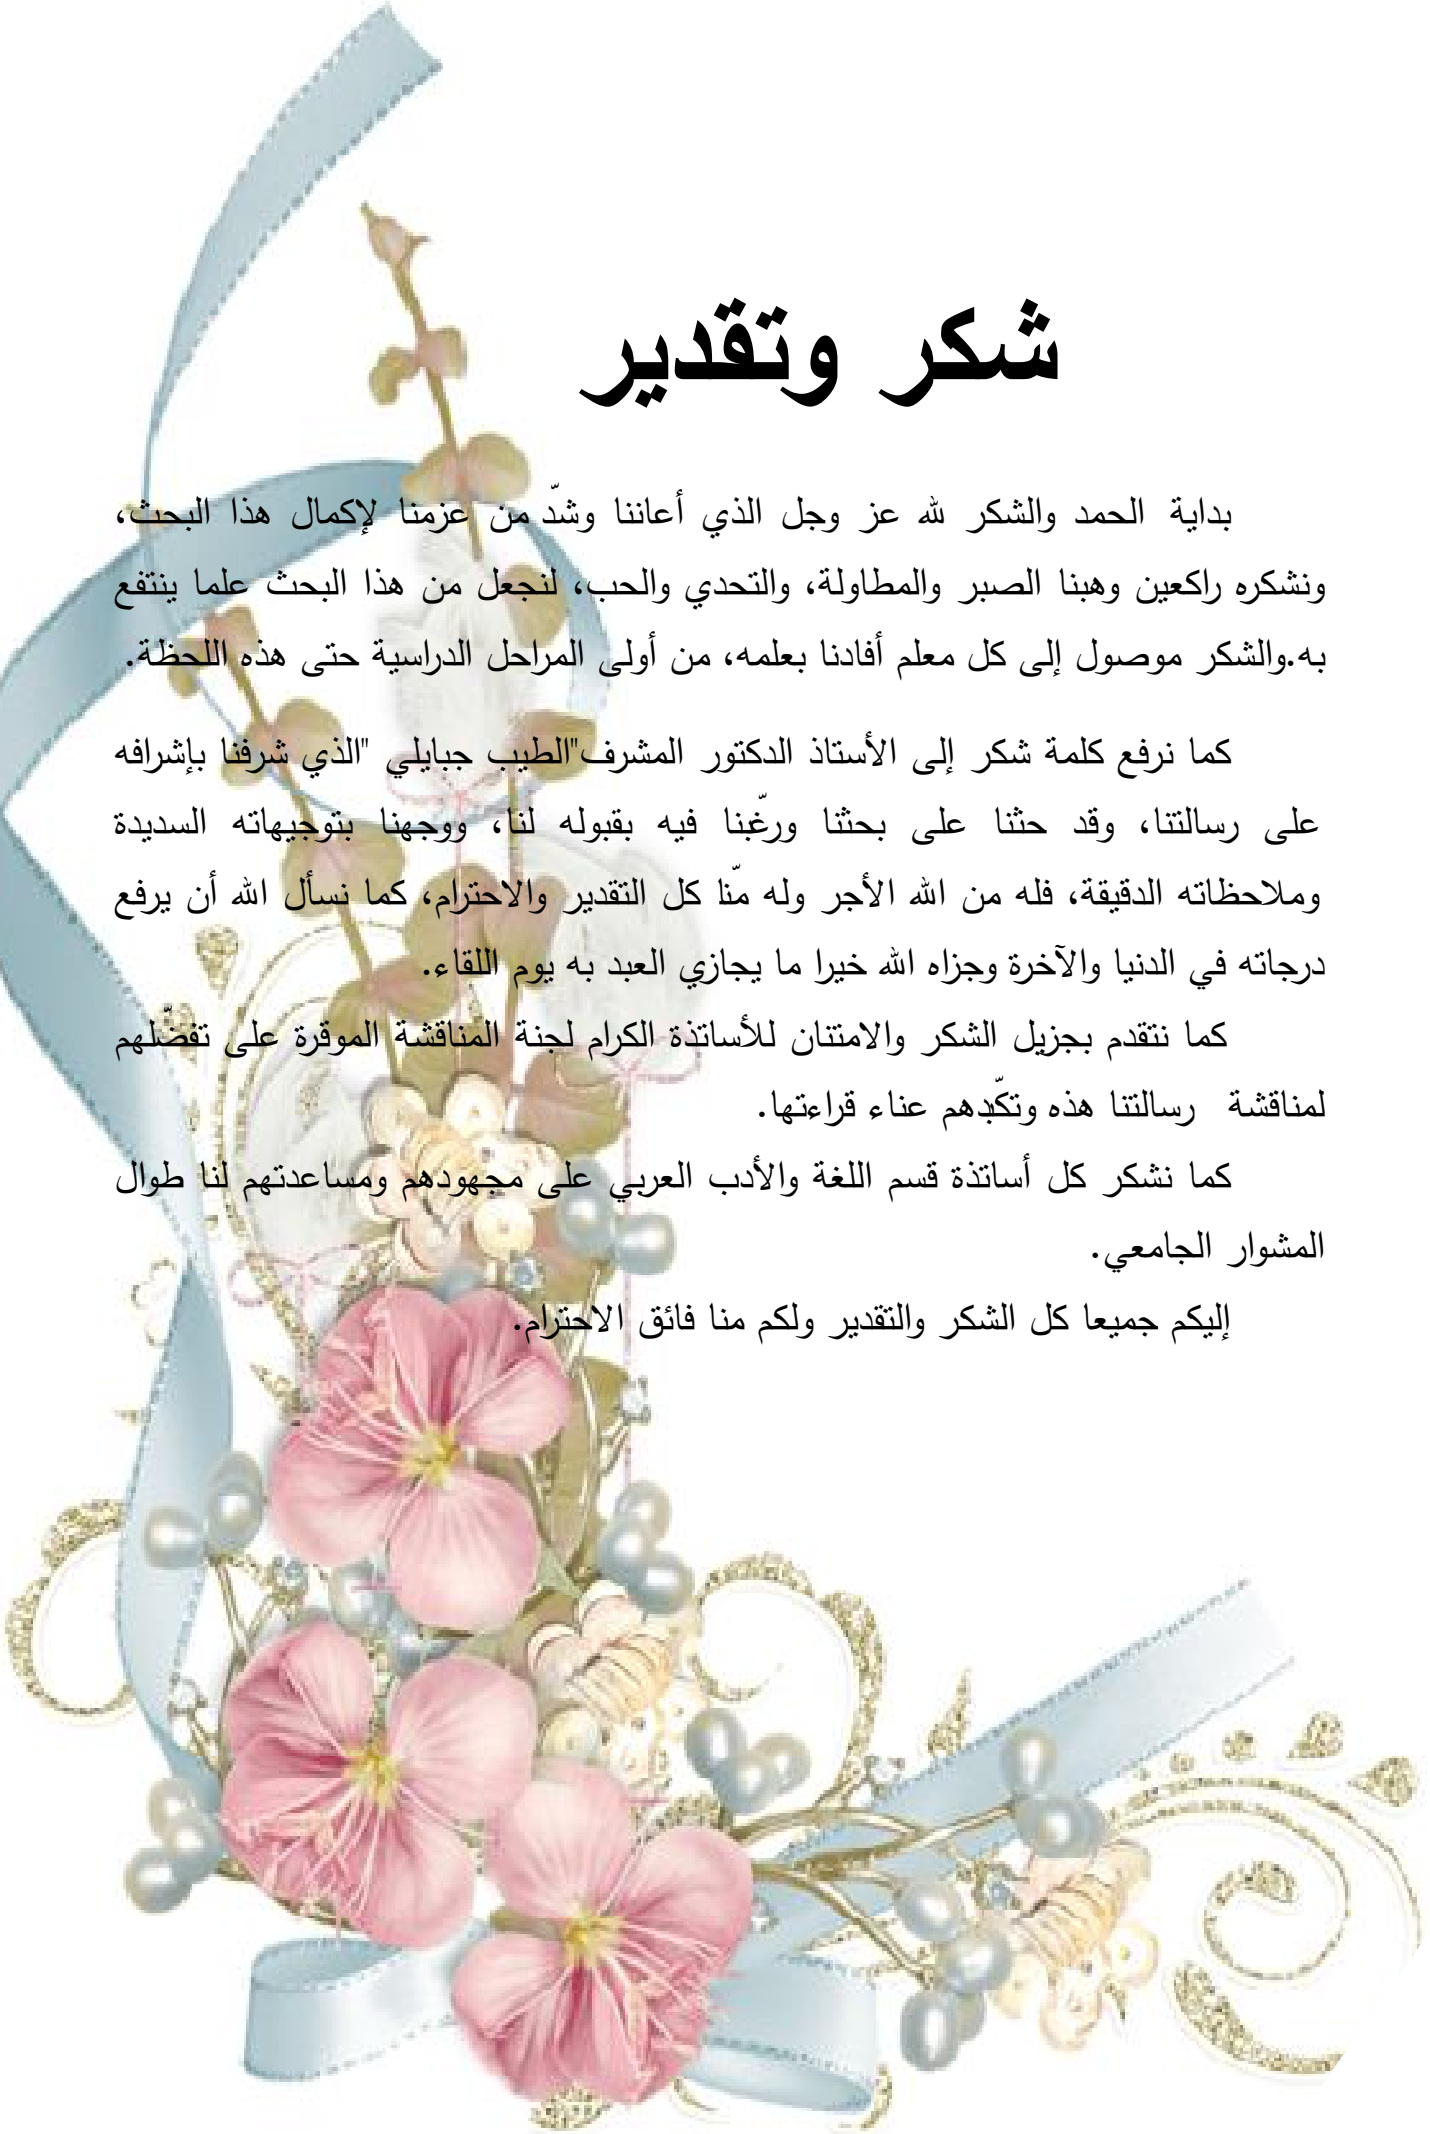 شكر وتقدير
بداية الحمد والشكر لله عز وجل الذي أعاننا وشدّ من عزمنا لإكمال هذا البحث،
ونشكره راكعين وهبنا الصبر والمطاولة، والتحدي والحب، لنجعل من هذا البحث علما ينتفع
به.والشكر موصول إلى كل معلم أفادنا بعلمه، من أولى المراحل الدراسية حتى هذه اللحظة.
كما نرفع كلمة شكر إلى الأستاذ الدكتور المشرف"الطيب جبايلي "الذي شرفنا بإشرافه
على رسالتنا، وقد حثنا على بحثنا ورغّبنا فيه بقبوله لنا، ووجهنا بتوجيهاته السديدة
وملاحظاته الدقيقة، فله من الله الأجر وله منّا كل التقدير والاحترام، كما نسأل الله أن يرفع
درجاته في الدنيا والآخرة وجزاه الله خيرا ما يجازي العبد به يوم اللقاء.
كما نتقدم بجزيل الشكر والامتنان للأساتذة الكرام لجنة المناقشة الموقرة على تفضّلهم
لمناقشة رسالتنا هذه وتكبّدهم عناء قراءتها.
كما نشكر كل أساتذة قسم اللغة والأدب العربي على مجهودهم ومساعدتهم لنا طوال
المشوار الجامعي.
إليكم جميعا كل الشكر والتقدير ولكم منا فائق الاحترام.